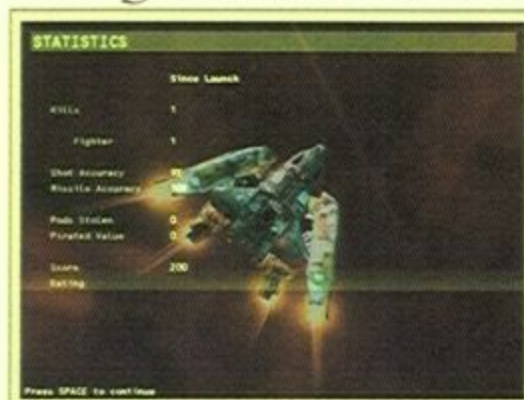 STATISTICS
Since Launch
Kills 1
Fighter 1
Shot Accuracy
Missile Accuracy
Pods Stolen 0
Pirated Value 0
Score 200
Rating
Press SPACE to continue